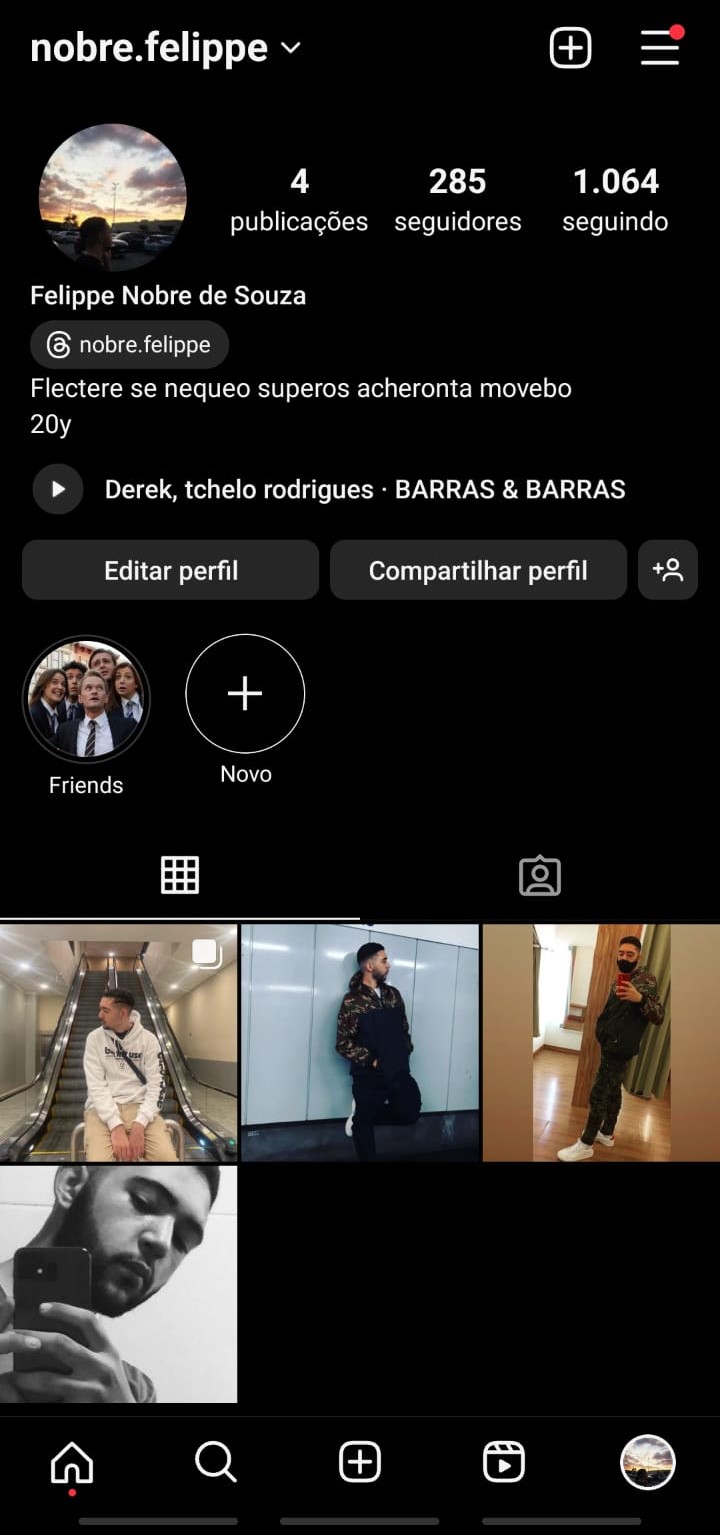 nobre.felippe
4
285
1.064
publicações
seguidores
seguindo
Felippe Nobre de Souza
nobre.felippe
Flectere se nequeo superos acheronta movebo
20y
Derek, tchelo rodrigues · BARRAS & BARRAS
Editar perfil
Compartilhar perfil
Friends
Novo